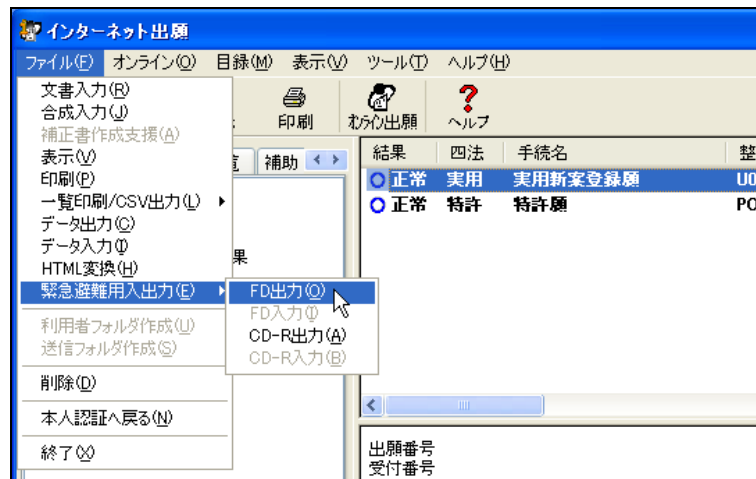 インターネット出願
ファイル(F) オンライン(O) 目録(M) 表示(V) ツール(T) ヘルプ(H)
文書入力(R)
合成入力(J)
補正書作成支援(A)
表示(V)
印刷(P)
一覧印刷/CSV出力(L)
データ出力(C)
データ入力(I)
HTML変換(H)
緊急避難用入出力(E)
利用者フォルダ作成(U)
送信フォルダ作成(S)
削除(D)
本人認証へ戻る(N)
終了(X)
FD出力(O)
FD入力(I)
CD-R出力(A)
CD-R入力(B)
印刷 オンライン出願 ヘルプ
補助
果
結果 四法 手続名 整
正常 実用 実用新案登録願 U0
正常 特許 特許願 P0
出願番号
受付番号